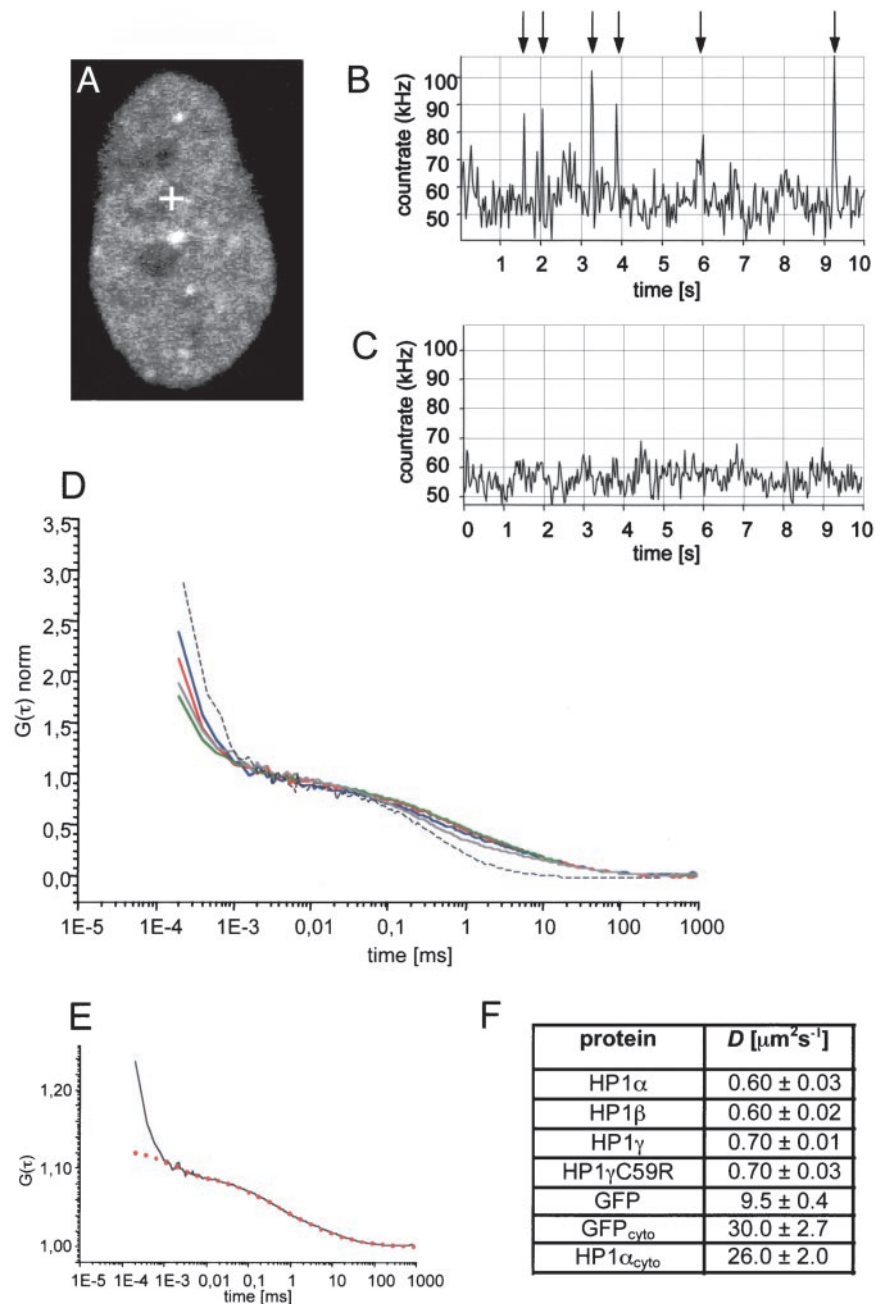 A
B
countrate (kHz)
100
90
80
70
60
50
1 2 3 4 5 6 7 8 9 10
time [s]
C
countrate (kHz)
100
90
80
70
60
50
0 1 2 3 4 5 6 7 8 9 10
time [s]
D
G(τ) norm
3,5
3,0
2,5
2,0
1,5
1,0
0,5
0,0
1E-5 1E-4 1E-3 0,01 0,1 1 10 100 1000
time [ms]
E
G(τ)
1,20
1,10
1,00
1E-5 1E-4 1E-3 0,01 0,1 1 10 100 1000
time [ms]
F
protein D [μm²s⁻¹]
HP1α 0.60 ± 0.03
HP1β 0.60 ± 0.02
HP1γ 0.70 ± 0.01
HP1γC59R 0.70 ± 0.03
GFP 9.5 ± 0.4
GFPcyto 30.0 ± 2.7
HP1αcyto 26.0 ± 2.0